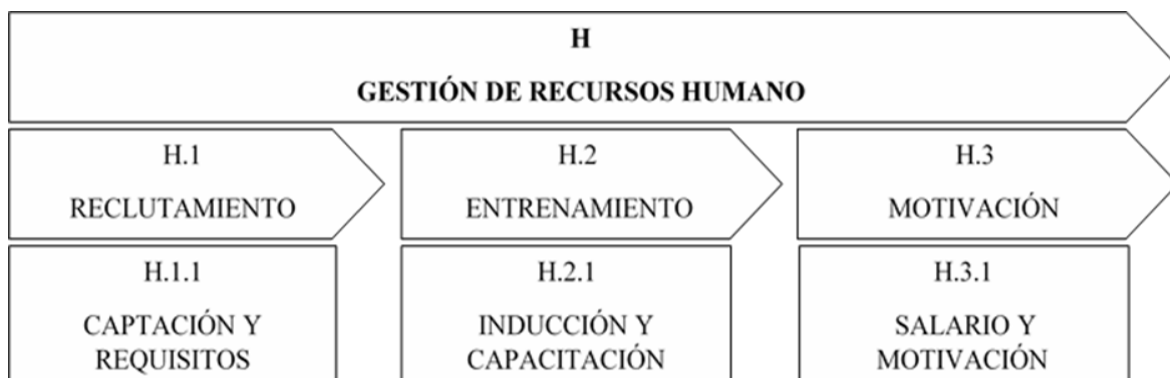 H
GESTIÓN DE RECURSOS HUMANO
H.1
RECLUTAMIENTO
H.2
ENTRENAMIENTO
H.3
MOTIVACIÓN
H.1.1
CAPTACIÓN Y
REQUISITOS
H.2.1
INDUCCIÓN Y
CAPACITACIÓN
H.3.1
SALARIO Y
MOTIVACIÓN